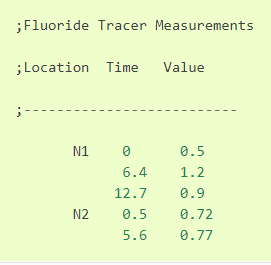 ;Fluoride Tracer Measurements
;Location  Time   Value
;--------------------------
       N1    0      0.5
             6.4    1.2
            12.7    0.9
       N2    0.5    0.72
             5.6    0.77